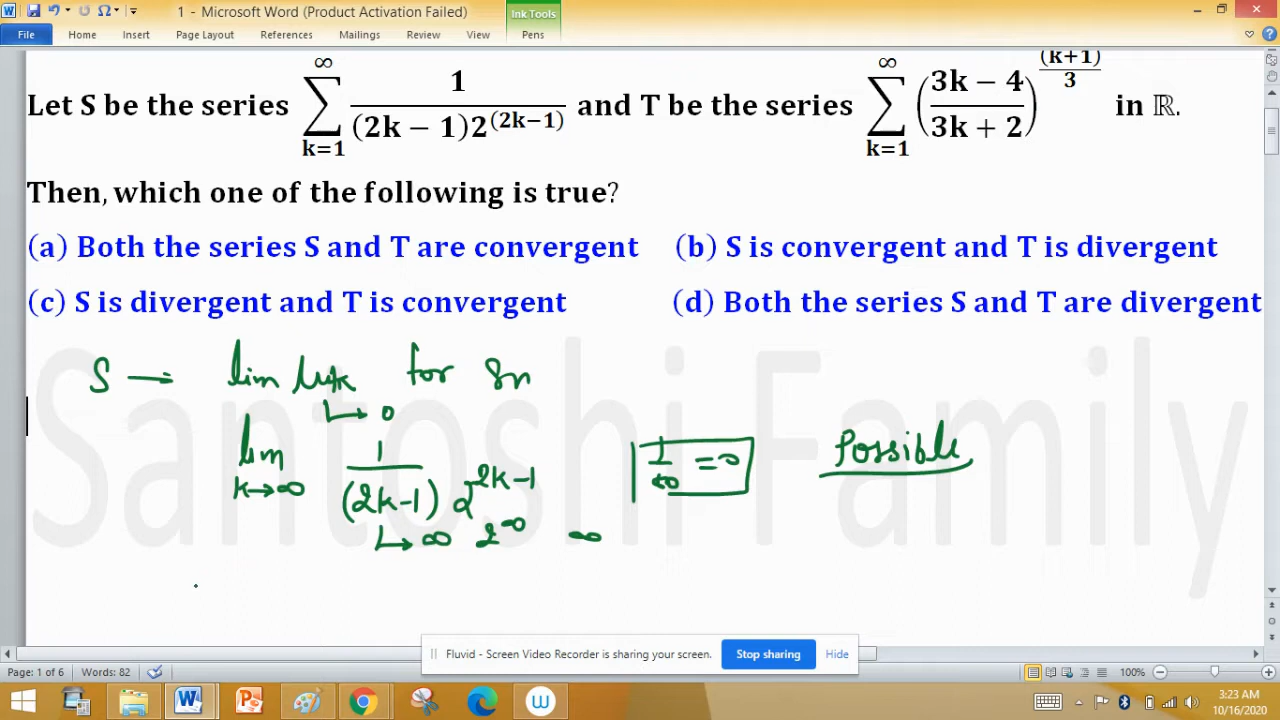 1 - Microsoft Word (Product Activation Failed)
Ink Tools
File Home Insert Page Layout References Mailings Review View Pens
Let S be the series ∑_{k=1}^{∞} 1/((2k − 1)2^(2k−1)) and T be the series ∑_{k=1}^{∞} ((3k − 4)/(3k + 2))^((k+1)/3) in ℝ.
Then, which one of the following is true?
(a) Both the series S and T are convergent (b) S is convergent and T is divergent
(c) S is divergent and T is convergent (d) Both the series S and T are divergent
S — lim for Sn
↳ 0
lim k→∞ 1/((2k−1) 2^{2k−1}) 1/∞ = 0 Possible
↳ ∞ 2^∞ ∞
Santoshi Family
Fluvid - Screen Video Recorder is sharing your screen. Stop sharing Hide
Page: 1 of 6 Words: 82 100%
3:23 AM
10/16/2020